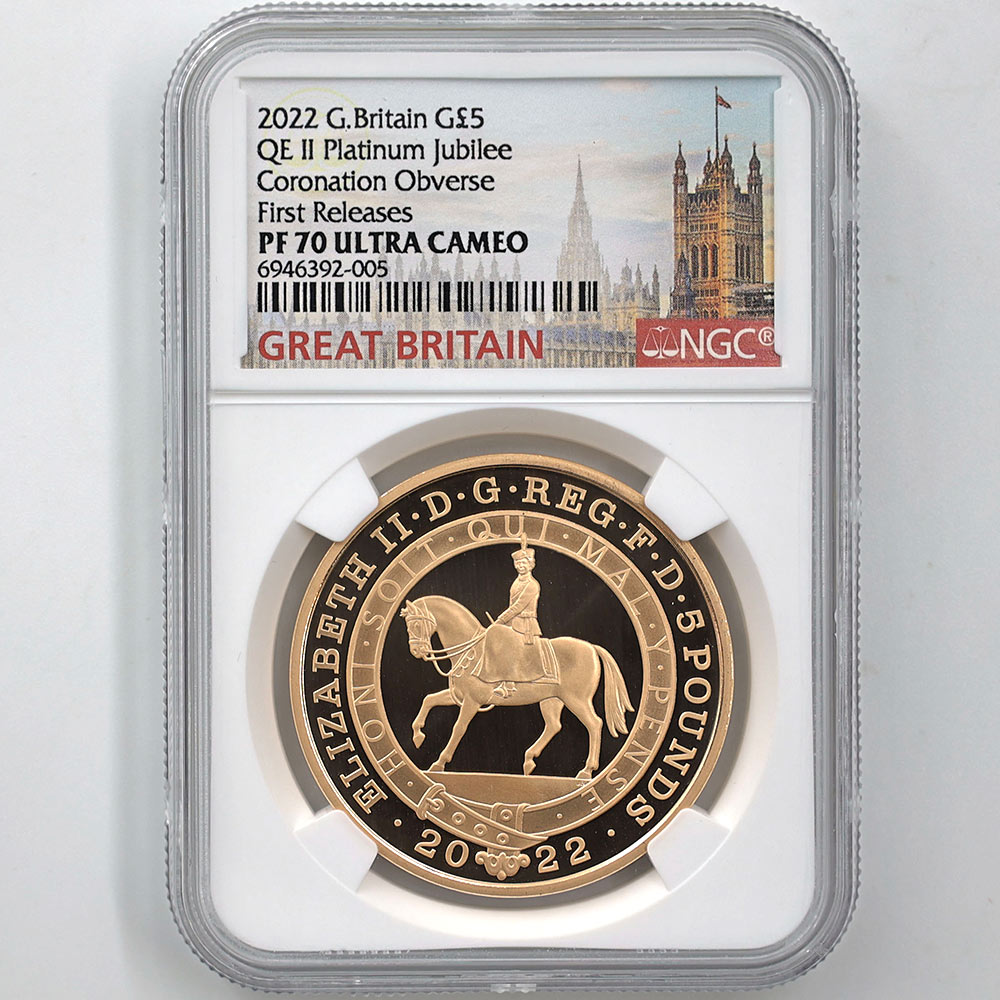 2022 G.Britain G£5
QE II Platinum Jubilee
Coronation Obverse
First Releases
PF 70 ULTRA CAMEO
6946392-005
GREAT BRITAIN
NGC®
ELIZABETH II·D·G·REG·F·D·5 POUNDS
·2022·
HONI·SOIT·QUI·MAL·Y·PENSE·